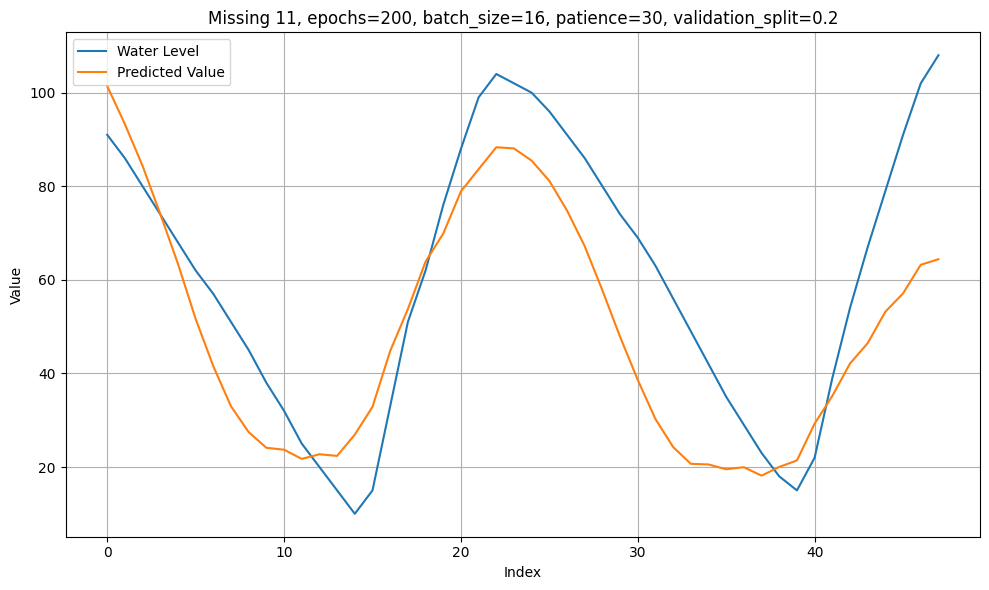 Missing 11, epochs=200, batch_size=16, patience=30, validation_split=0.2
Water Level
Predicted Value
Value
100
80
60
40
20
0 10 20 30 40
Index